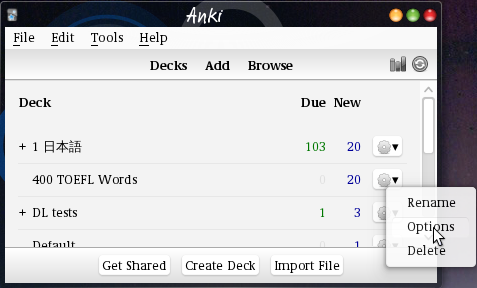 Anki
File Edit Tools Help
Decks Add Browse
Deck Due New
+ 1 日本語 103 20
400 TOEFL Words 0 20
+ DL tests 1 3
Default 0 1
Rename
Options
Delete
Get Shared Create Deck Import File